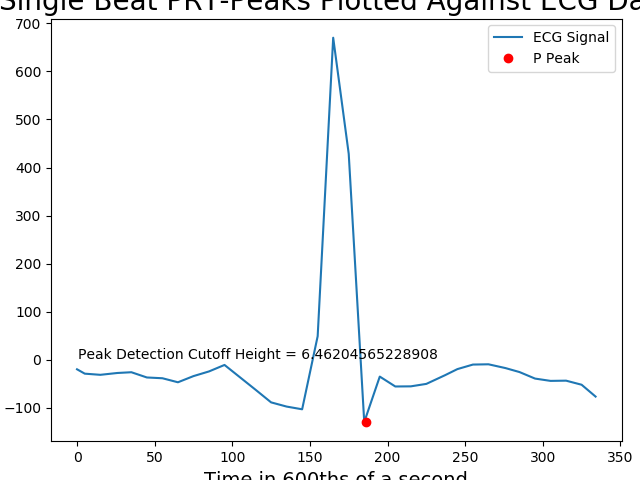 Single Beat PRT-Peaks Plotted Against ECG Da
700
600
500
400
300
200
100
0
−100
ECG Signal
P Peak
Peak Detection Cutoff Height = 6.46204565228908
0 50 100 150 200 250 300 350
Time in 600ths of a second